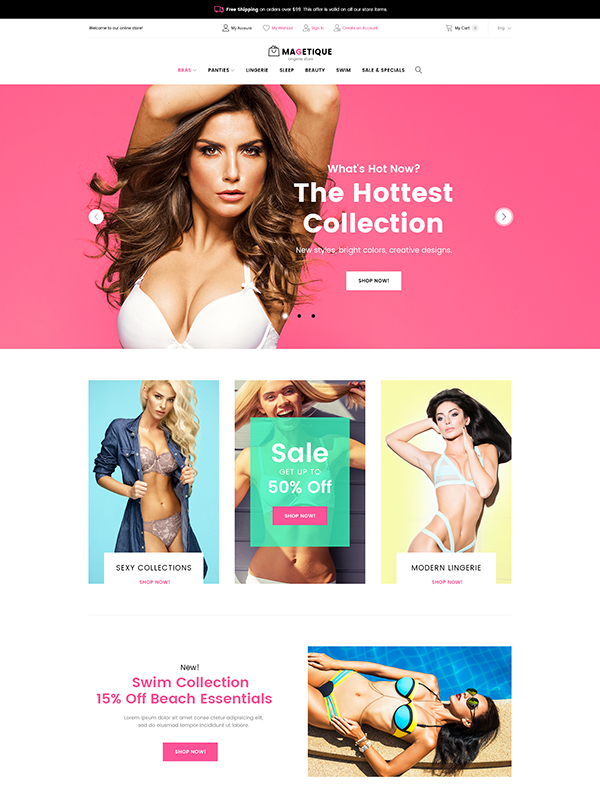 Free Shipping on orders over $99. This offer is valid on all our store items.
Welcome to our online store!
My Account
My Wishlist
Sign In
Create an Account
My Cart 0
Eng
MAGETIQUE
Lingerie store
BRAS
PANTIES
LINGERIE
SLEEP
BEAUTY
SWIM
SALE & SPECIALS
What's Hot Now?
The Hottest
Collection
New styles, bright colors, creative designs.
SHOP NOW!
SEXY COLLECTIONS
SHOP NOW!
Sale
GET UP TO
50% Off
SHOP NOW!
MODERN LINGERIE
SHOP NOW!
New!
Swim Collection
15% Off Beach Essentials
Lorem ipsum dolor sit amet conse ctetur adipisicing elit,
sed do eiusmod tempor incididunt ut labore.
SHOP NOW!